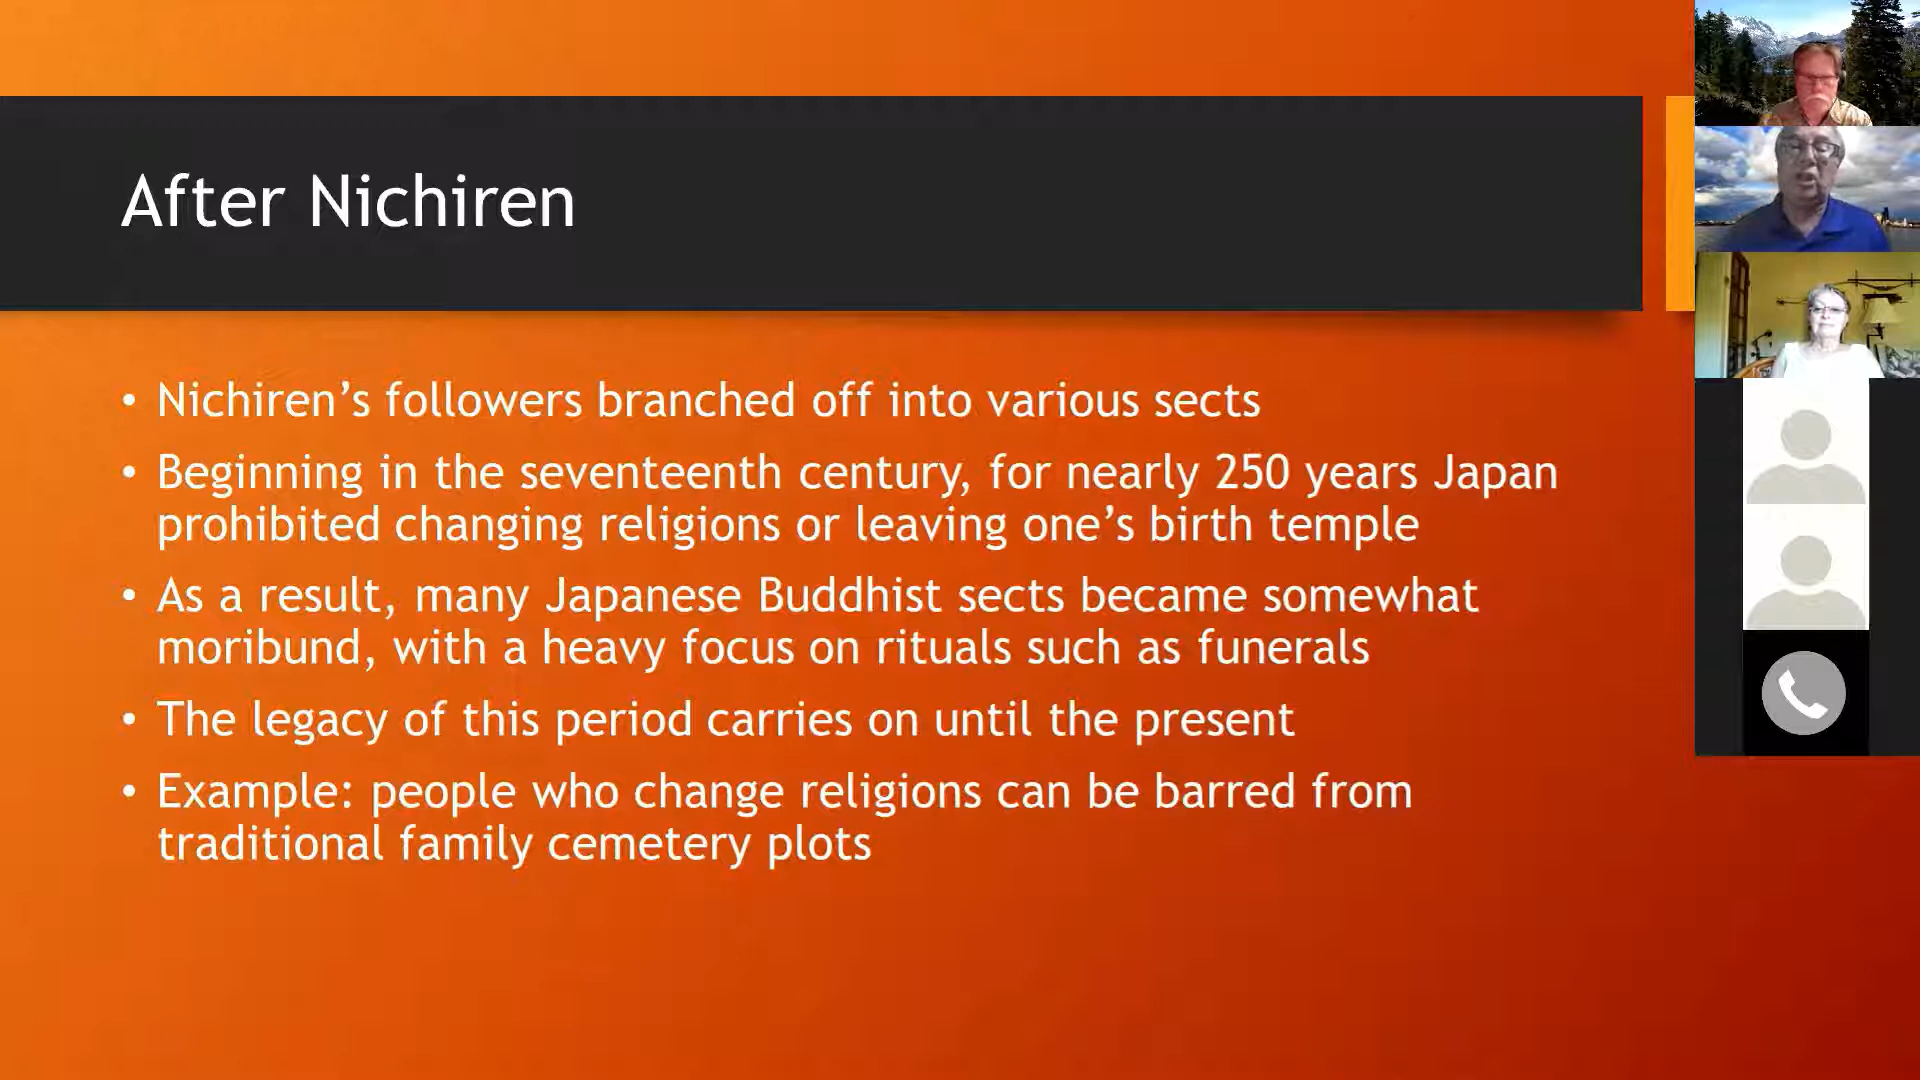 After Nichiren
• Nichiren’s followers branched off into various sects
• Beginning in the seventeenth century, for nearly 250 years Japan
prohibited changing religions or leaving one’s birth temple
• As a result, many Japanese Buddhist sects became somewhat
moribund, with a heavy focus on rituals such as funerals
• The legacy of this period carries on until the present
• Example: people who change religions can be barred from
traditional family cemetery plots